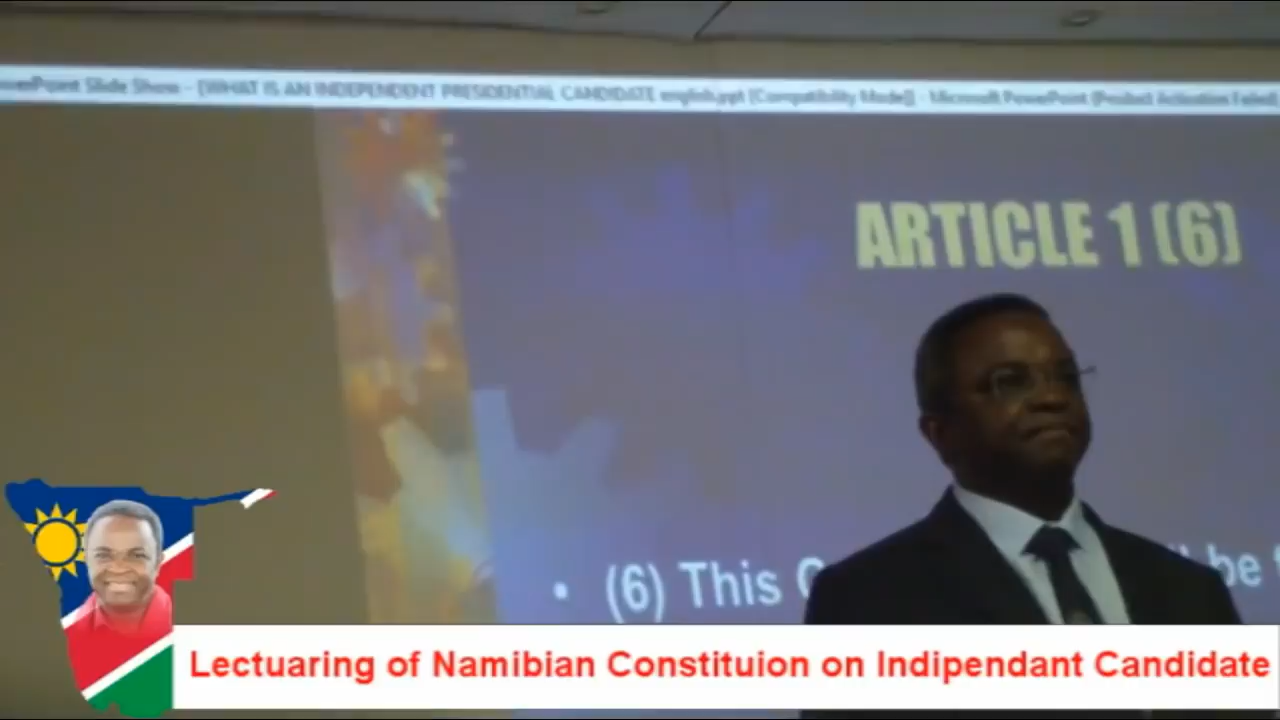 PowerPoint Slide Show - [WHAT IS AN INDEPENDENT PRESIDENTIAL CANDIDATE english.ppt [Compatibility Mode]] - Microsoft PowerPoint (Product Activation Failed)
ARTICLE 1 (6)
• (6) This C be
Lectuaring of Namibian Constituion on Indipendant Candidate